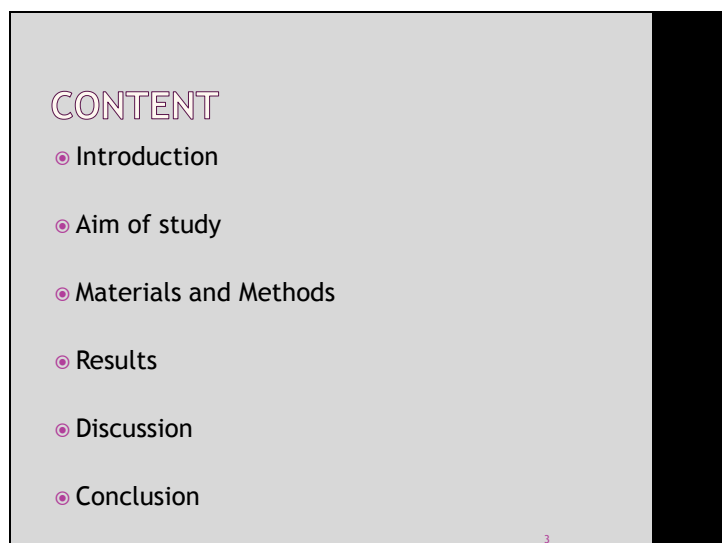 CONTENT
Introduction
Aim of study
Materials and Methods
Results
Discussion
Conclusion
3